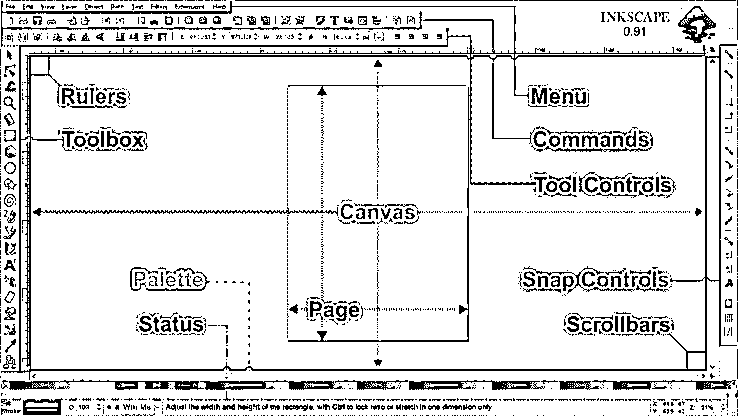 File Edit View Layer Object Path Text Filters Extensions Help
INKSCAPE
0.91
Rulers
Menu
Toolbox
Commands
Tool Controls
Canvas
Palette
Snap Controls
Page
Status
Scrollbars
Adjust the width and height of the rectangle; with Ctrl to lock ratio or stretch in one dimension only